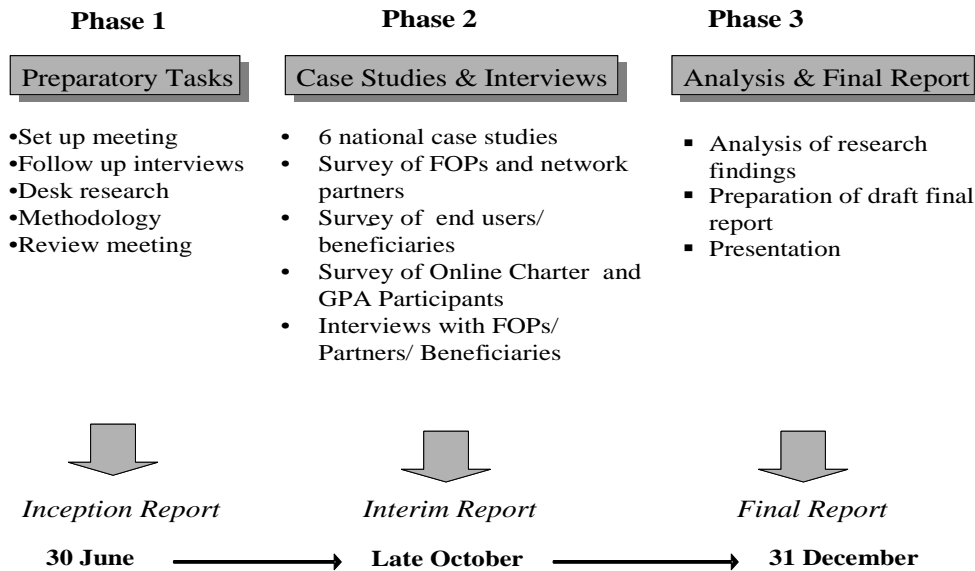 Phase 1
Preparatory Tasks
•Set up meeting
•Follow up interviews
•Desk research
•Methodology
•Review meeting
Inception Report
30 June
Phase 2
Case Studies & Interviews
• 6 national case studies
• Survey of FOPs and network
partners
• Survey of end users/
beneficiaries
• Survey of Online Charter and
GPA Participants
• Interviews with FOPs/
Partners/ Beneficiaries
Interim Report
Late October
Phase 3
Analysis & Final Report
▪ Analysis of research
findings
▪ Preparation of draft final
report
▪ Presentation
Final Report
31 December